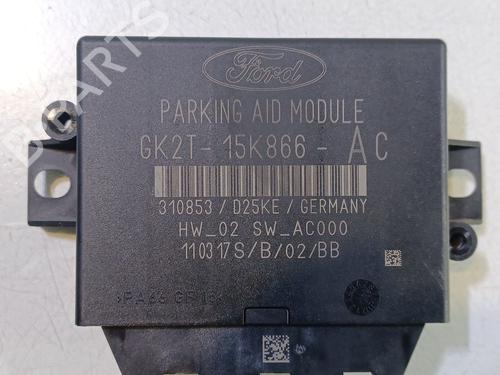 Ford
PARKING AID MODULE
GK2T- 15K866 - AC
310853 / D25KE / GERMANY
HW_02 SW_AC000
110317S/B/02/BB